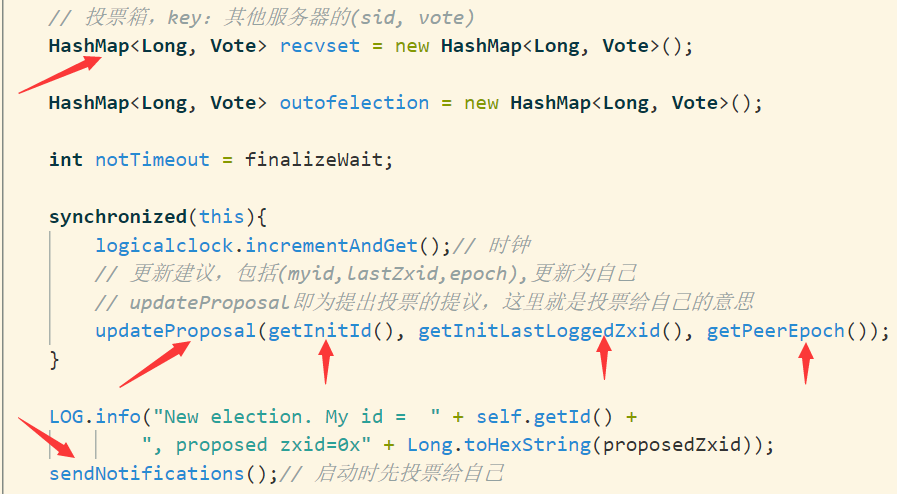 // 投票箱，key：其他服务器的(sid, vote)
HashMap<Long, Vote> recvset = new HashMap<Long, Vote>();
HashMap<Long, Vote> outofelection = new HashMap<Long, Vote>();
int notTimeout = finalizeWait;
synchronized(this){
logicalclock.incrementAndGet();// 时钟
// 更新建议，包括(myid,lastZxid,epoch),更新为自己
// updateProposal即为提出投票的提议，这里就是投票给自己的意思
updateProposal(getInitId(), getInitLastLoggedZxid(), getPeerEpoch());
}
LOG.info("New election. My id =  " + self.getId() +
", proposed zxid=0x" + Long.toHexString(proposedZxid));
sendNotifications();// 启动时先投票给自己